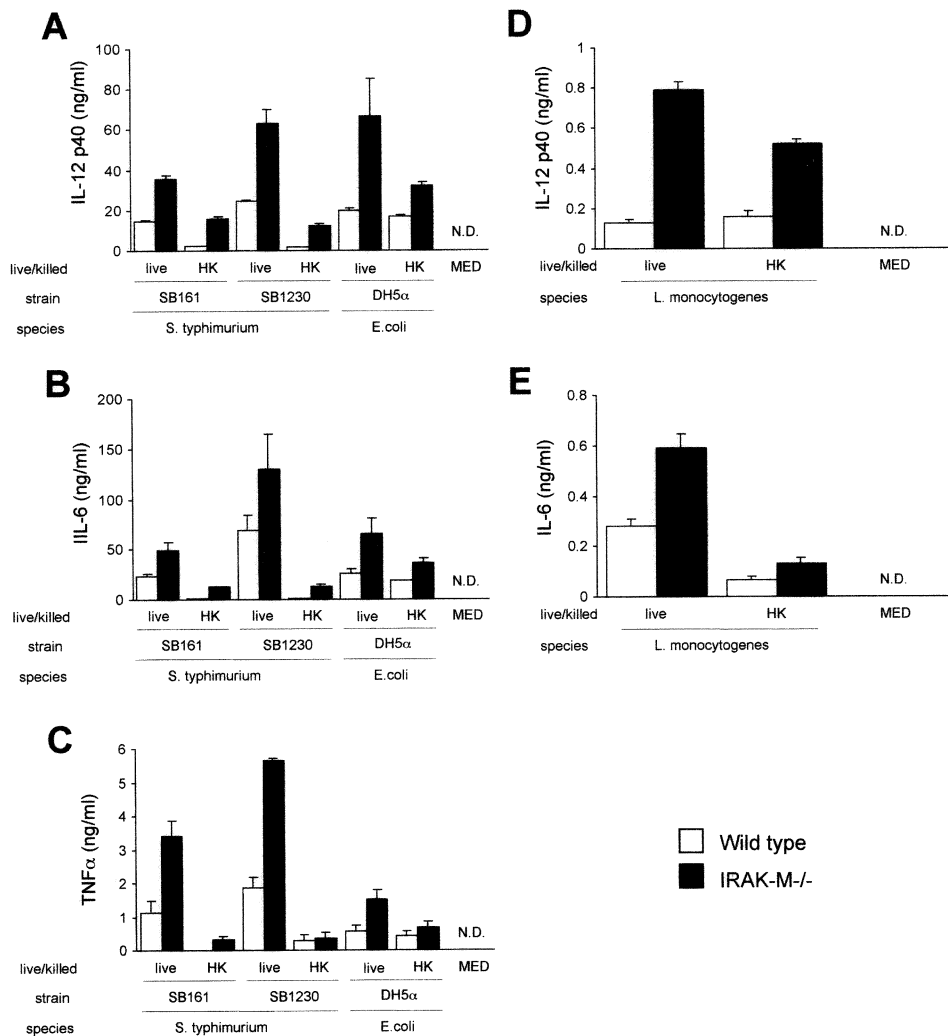 A
IL-12 p40 (ng/ml)
100
80
60
40
20
0
N.D.
live/killed live HK live HK live HK MED
strain SB161 SB1230 DH5α
species S. typhimurium E.coli
D
IL-12 p40 (ng/ml)
1
0.8
0.6
0.4
0.2
0
N.D.
live/killed live HK MED
species L. monocytogenes
B
IIL-6 (ng/ml)
200
150
100
50
0
N.D.
live/killed live HK live HK live HK MED
strain SB161 SB1230 DH5α
species S. typhimurium E.coli
E
IL-6 (ng/ml)
0.8
0.6
0.4
0.2
0
N.D.
live/killed live HK MED
species L. monocytogenes
C
TNFα (ng/ml)
6
5
4
3
2
1
0
N.D.
live/killed live HK live HK live HK MED
strain SB161 SB1230 DH5α
species S. typhimurium E.coli
Wild type
IRAK-M-/-